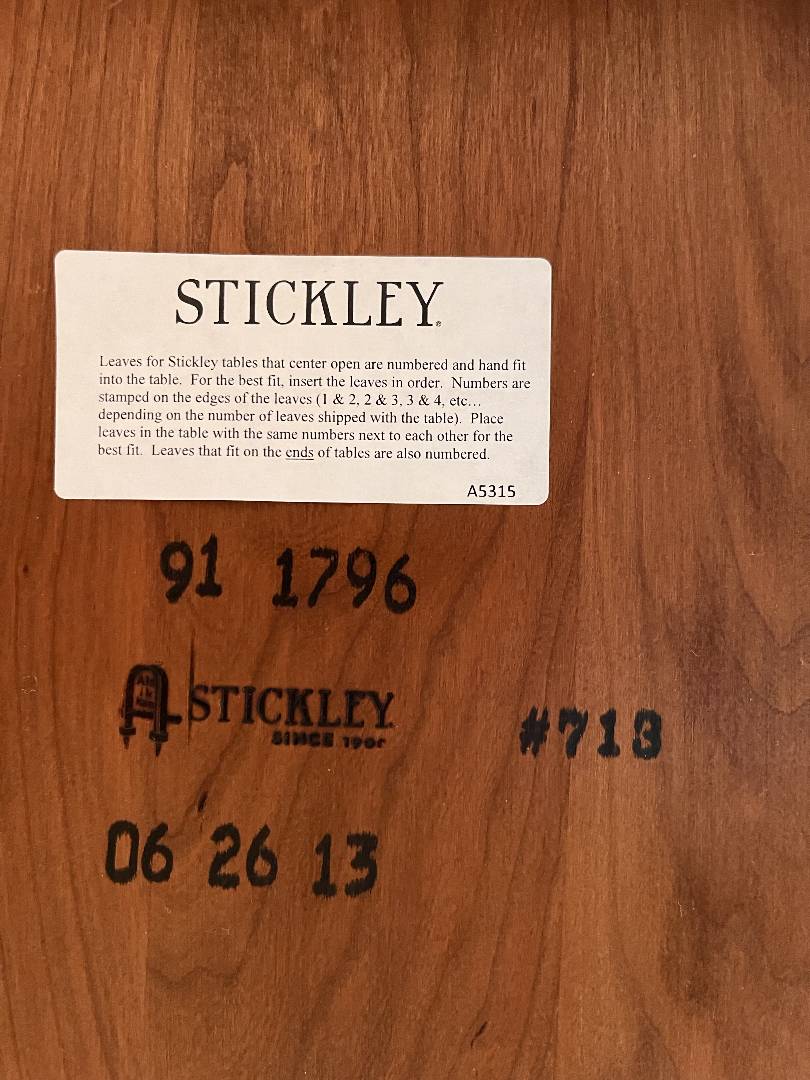 STICKLEY®
Leaves for Stickley tables that center open are numbered and hand fit
into the table. For the best fit, insert the leaves in order. Numbers are
stamped on the edges of the leaves (1 & 2, 2 & 3, 3 & 4, etc...
depending on the number of leaves shipped with the table). Place
leaves in the table with the same numbers next to each other for the
best fit. Leaves that fit on the ends of tables are also numbered.
A5315
91 1796
STICKLEY
SINCE 1900
#713
06 26 13